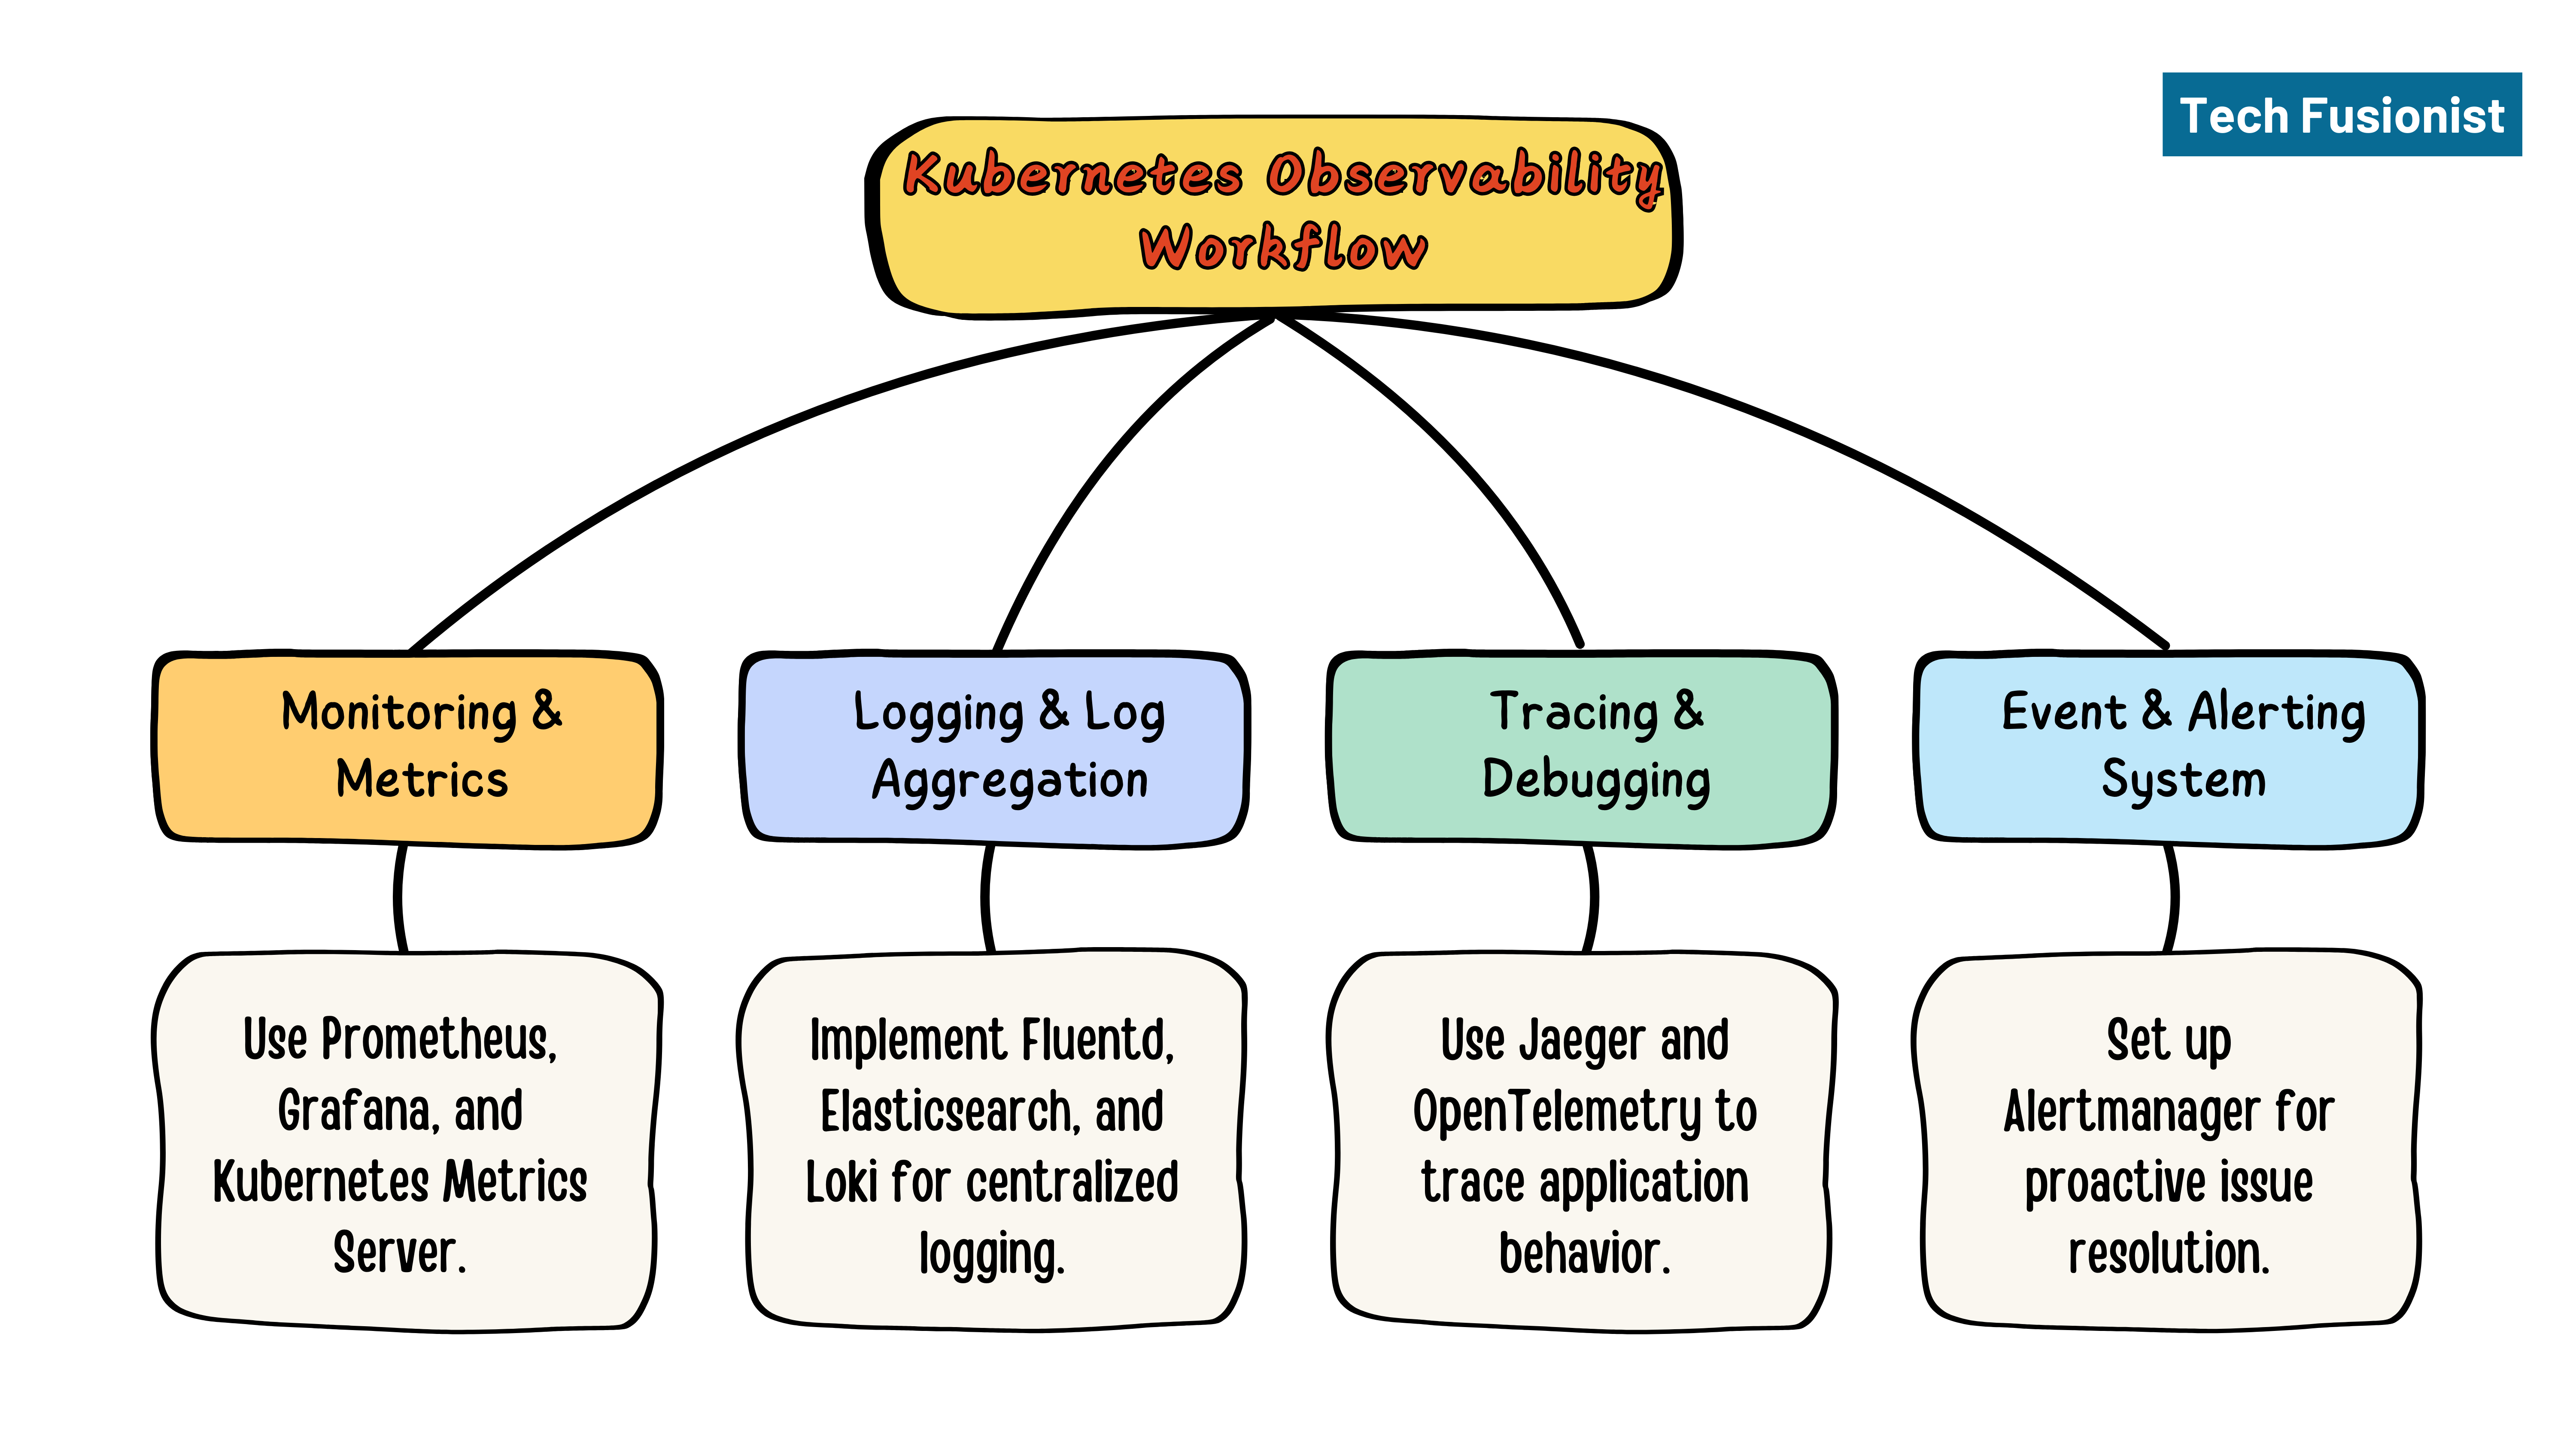 Tech Fusionist
Kubernetes Observability
Workflow
Monitoring &
Metrics
Logging & Log
Aggregation
Tracing &
Debugging
Event & Alerting
System
Use Prometheus,
Grafana, and
Kubernetes Metrics
Server.
Implement Fluentd,
Elasticsearch, and
Loki for centralized
logging.
Use Jaeger and
OpenTelemetry to
trace application
behavior.
Set up
Alertmanager for
proactive issue
resolution.